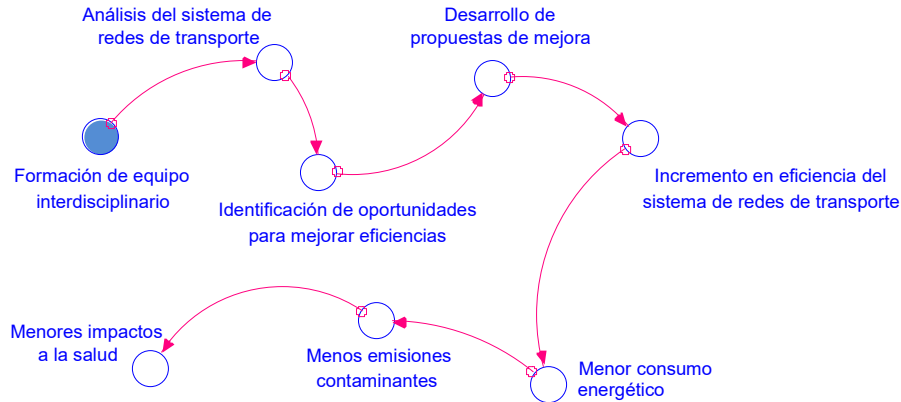 Análisis del sistema de
redes de transporte
Desarrollo de
propuestas de mejora
Formación de equipo
interdisciplinario
Identificación de oportunidades
para mejorar eficiencias
Incremento en eficiencia del
sistema de redes de transporte
Menores impactos
a la salud
Menos emisiones
contaminantes
Menor consumo
energético